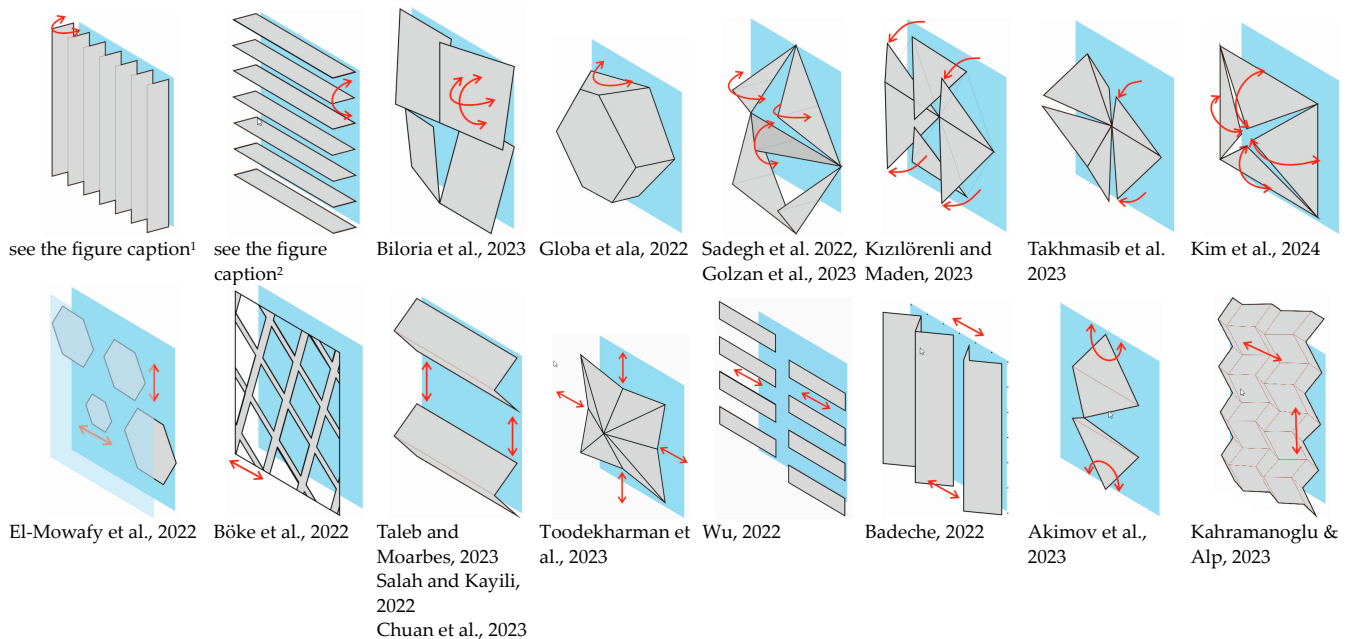 see the figure caption¹
see the figure
caption²
Biloria et al., 2023
Globa et ala, 2022
Sadegh et al. 2022,
Golzan et al., 2023
Kızılörenli and
Maden, 2023
Takhmasib et al.
2023
Kim et al., 2024
El-Mowafy et al., 2022
Böke et al., 2022
Taleb and
Moarbes, 2023
Salah and Kayili,
2022
Chuan et al., 2023
Toodekharman et
al., 2023
Wu, 2022
Badeche, 2022
Akimov et al.,
2023
Kahramanoglu &
Alp, 2023